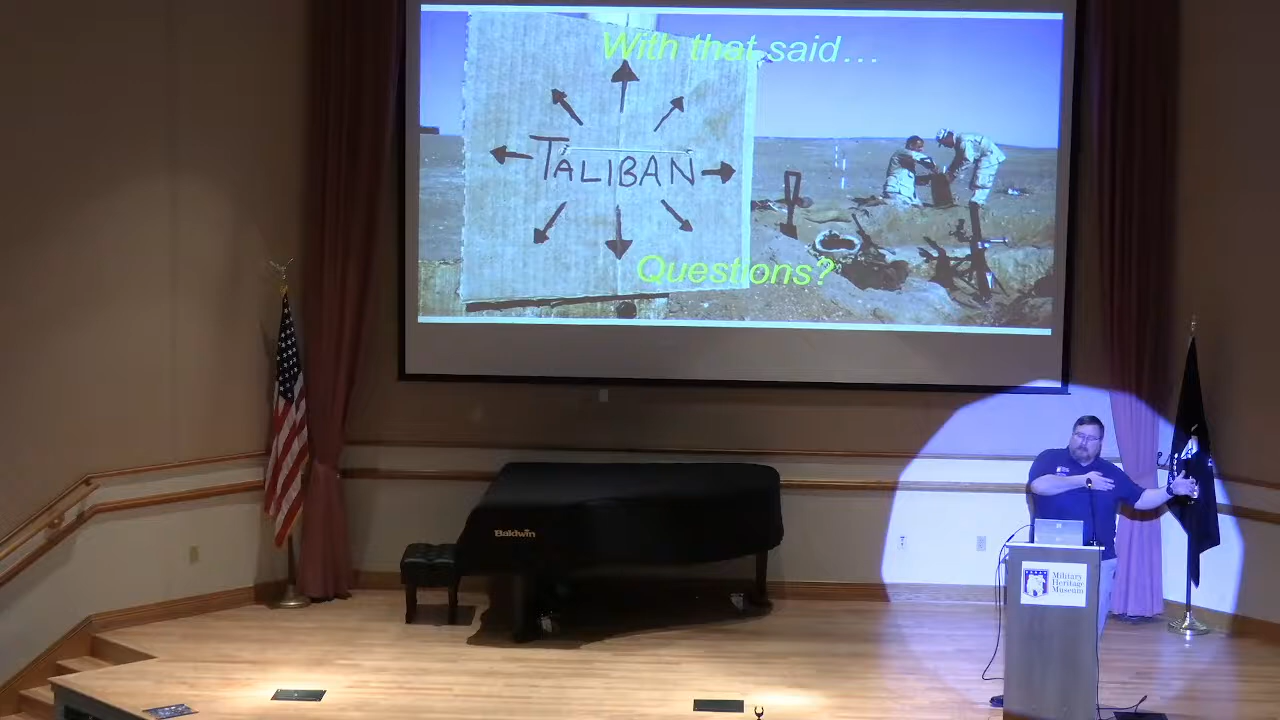 With that said…
TALIBAN
Questions?
Baldwin
Military
Heritage
Museum